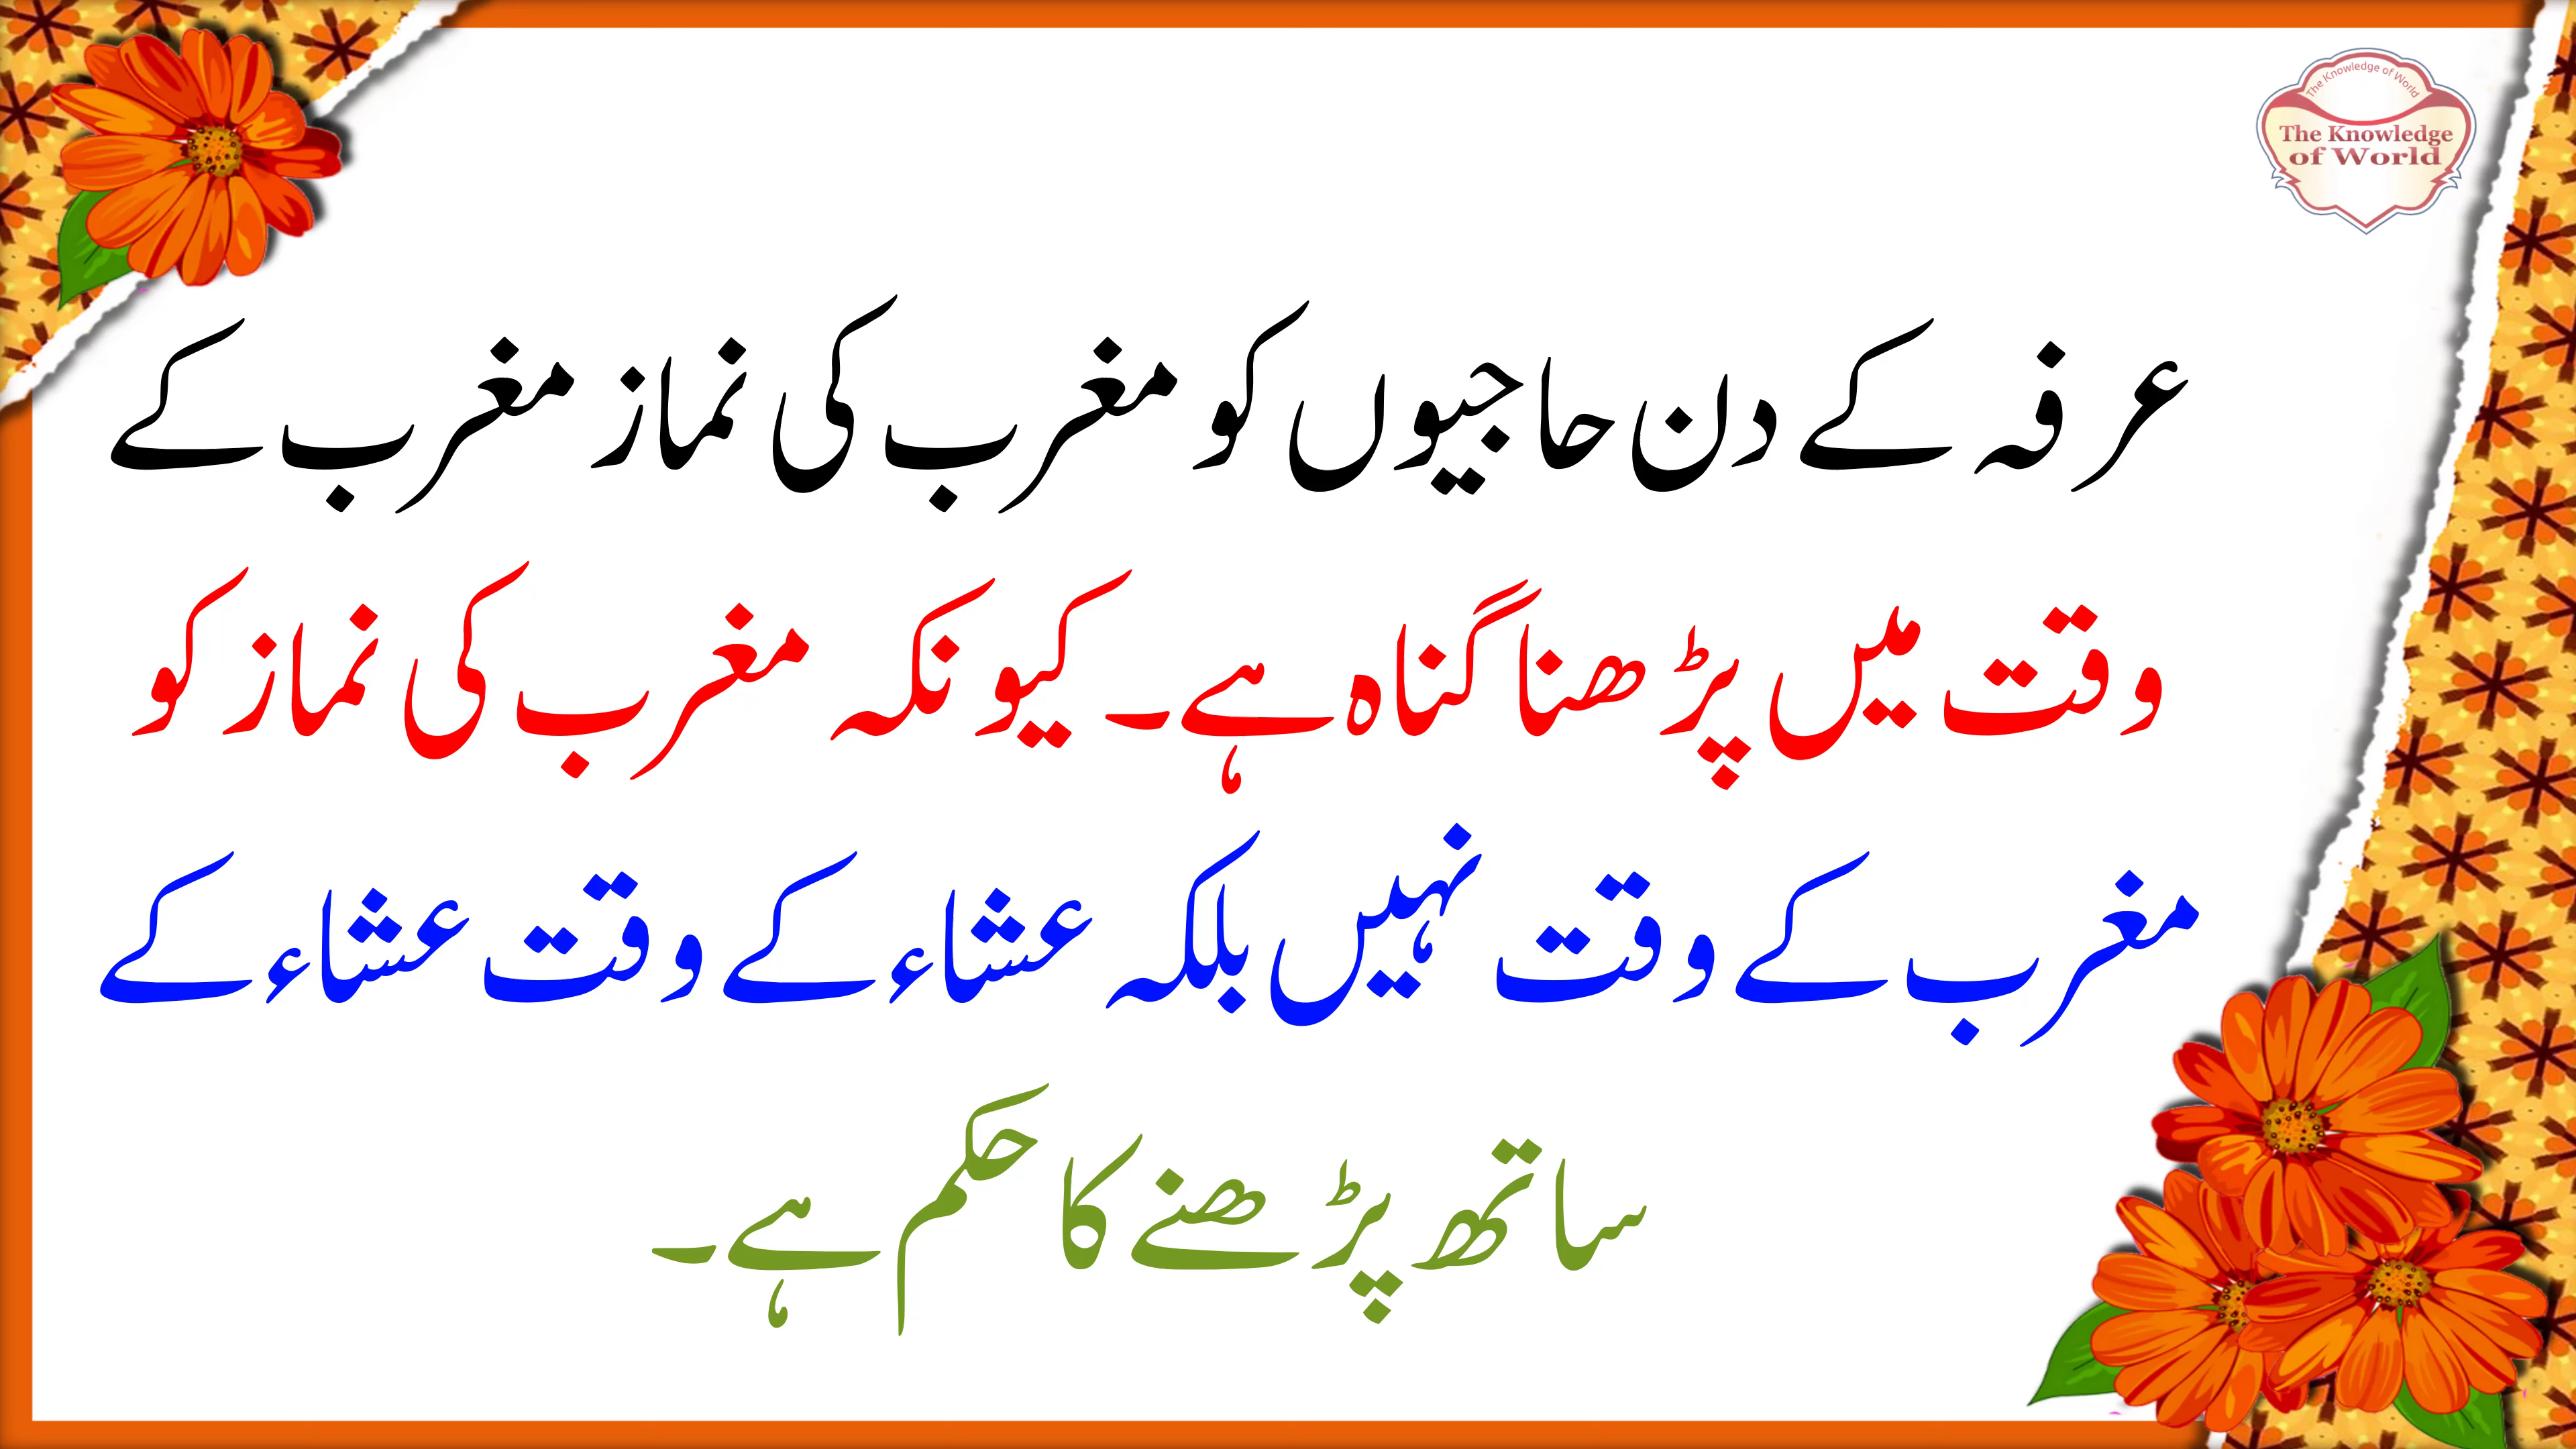 The Knowledge of World
The Knowledge
of World
عرفہ کے دن حاجیوں کو مغرب کی نماز مغرب کے
وقت میں پڑھنا گناہ ہے۔ کیونکہ مغرب کی نماز کو
مغرب کے وقت نہیں بلکہ عشاء کے وقت عشاء کے
ساتھ پڑھنے کا حکم ہے۔